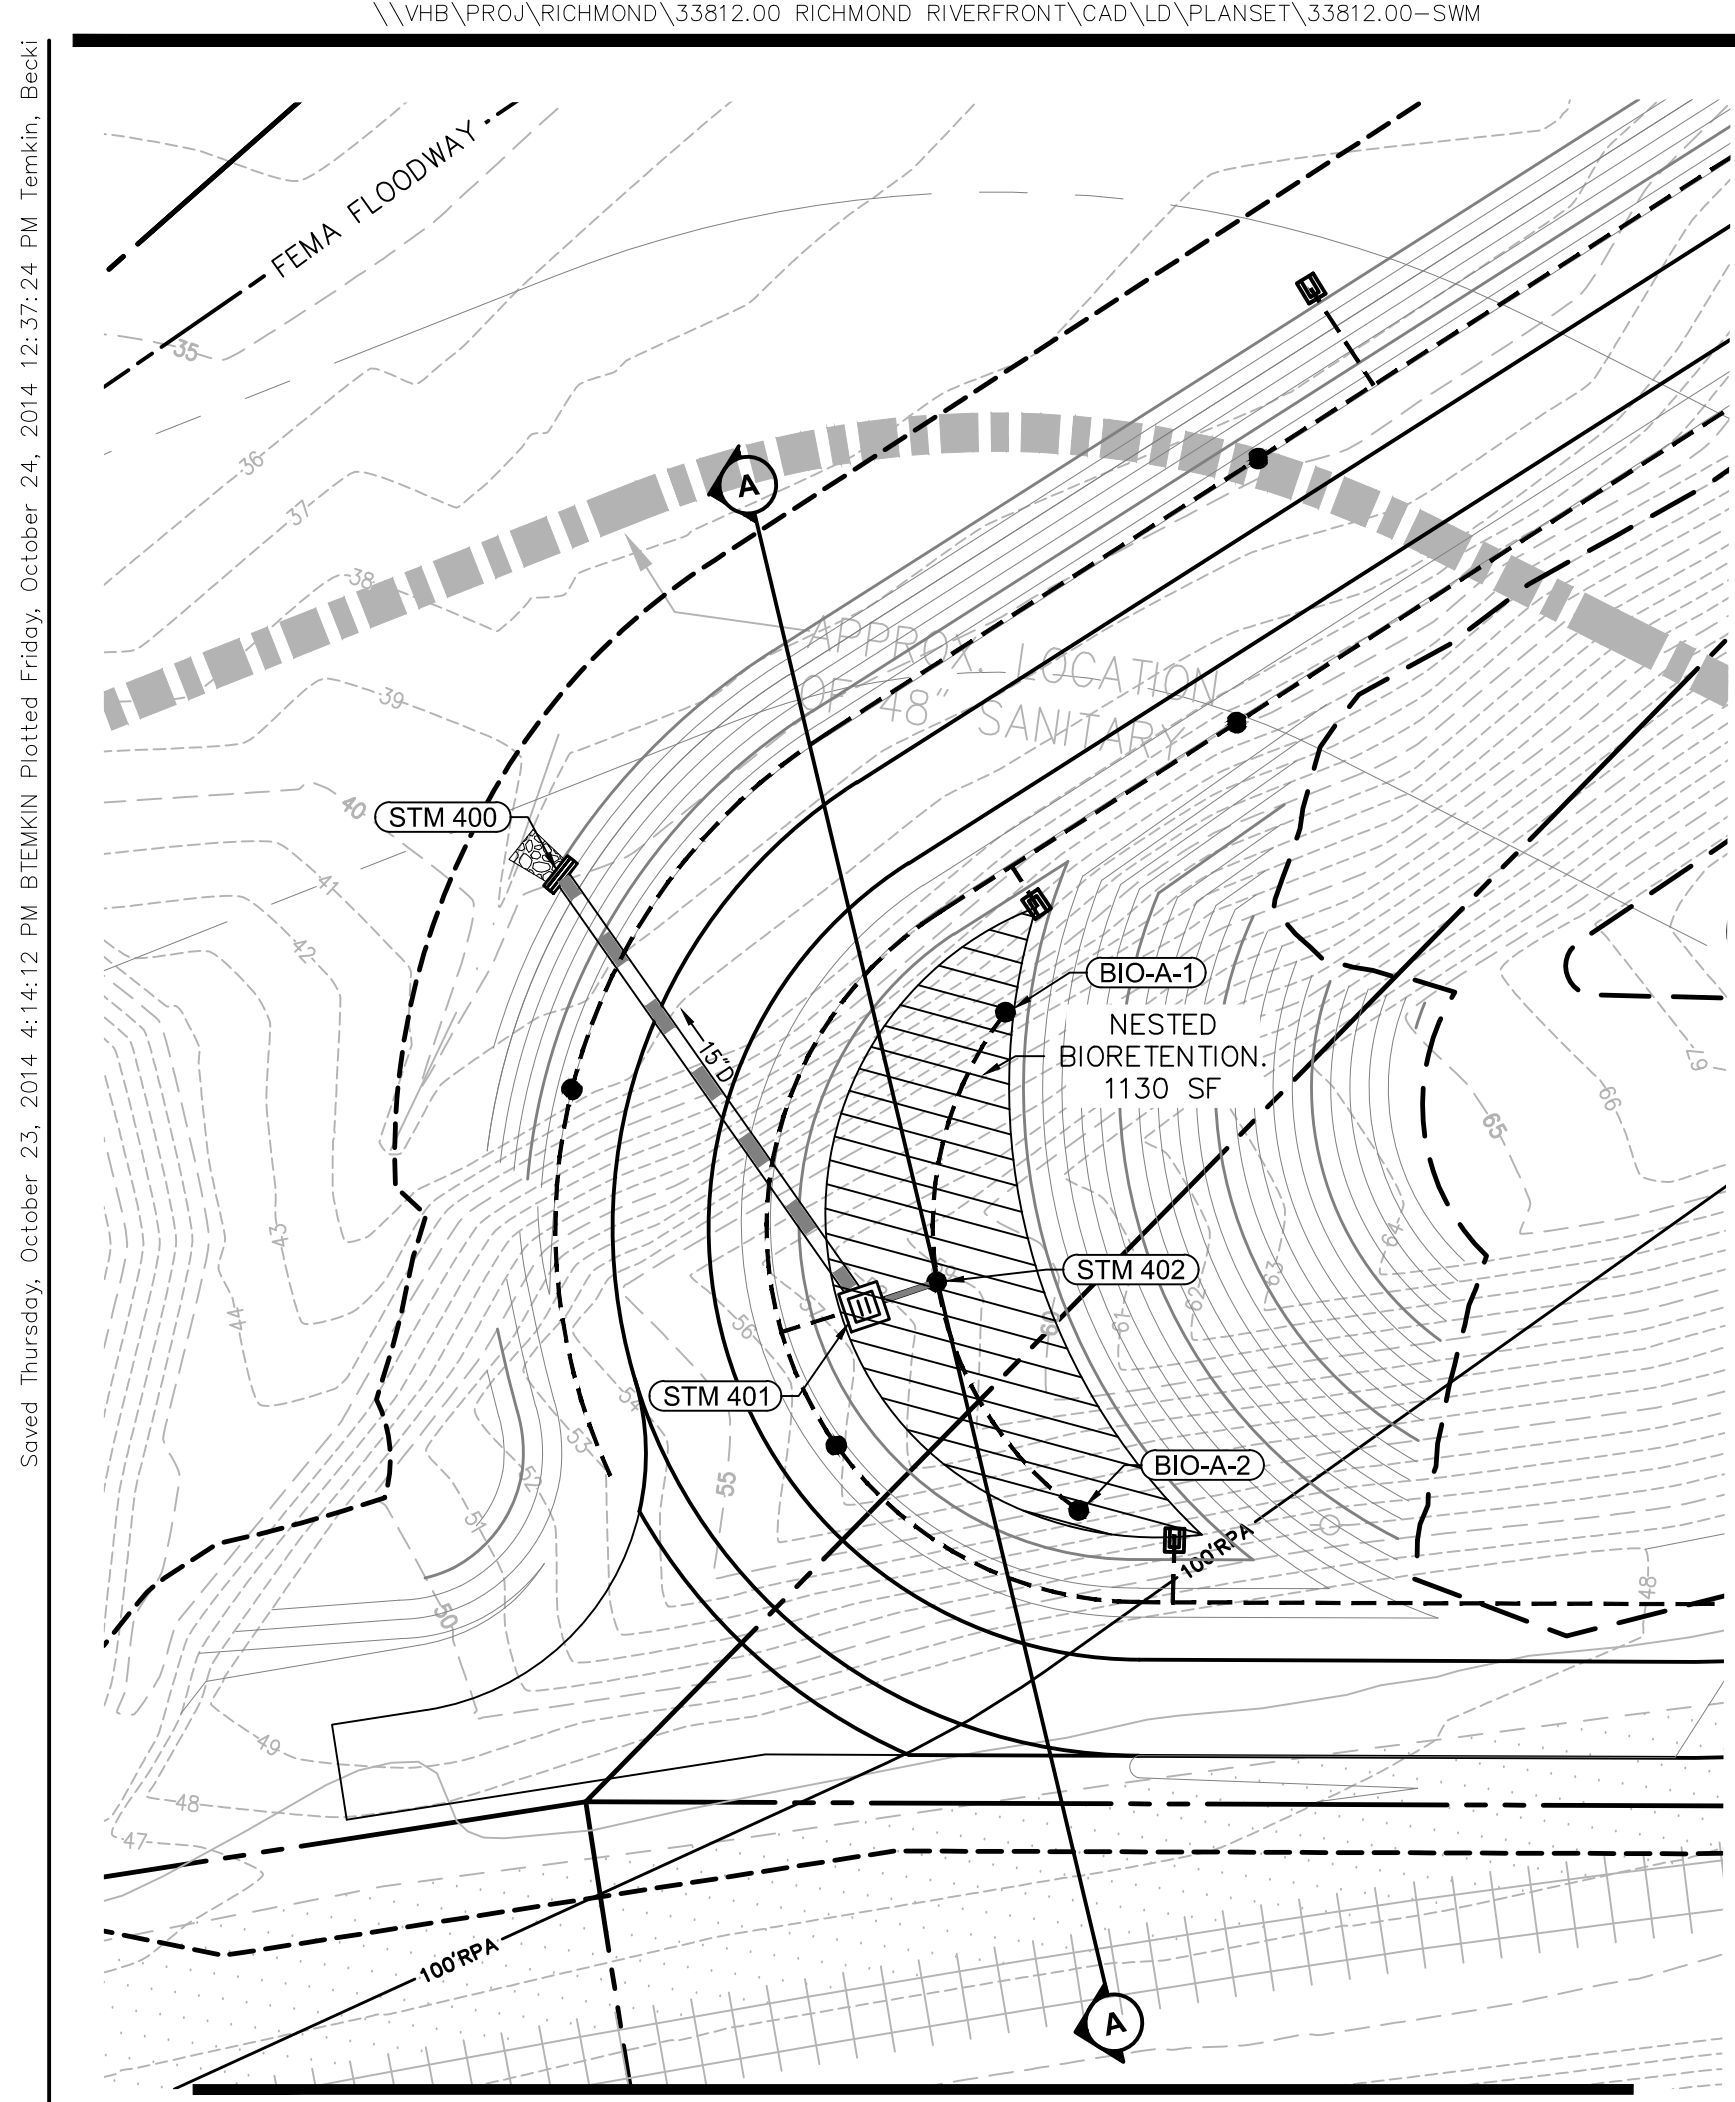 \\VHB\PROJ\RICHMOND\33812.00 RICHMOND RIVERFRONT\CAD\LD\PLANSET\33812.00-SWM
Saved Thursday, October 23, 2014 4:14:12 PM BTEMKIN Plotted Friday, October 24, 2014 12:37:24 PM Temkin, Becki
FEMA FLOODWAY
35
36
A
37
38
APPROX. LOCATION
OF 48" SANITARY
39
40
STM 400
41
42
BIO-A-1
NESTED
BIORETENTION.
1130 SF
15"D
67
66
65
43
44
64
63
62
61
60
STM 402
57
56
STM 401
54
53
55
52
51
BIO-A-2
100'RPA
50
48
49
48
47
100'RPA
A